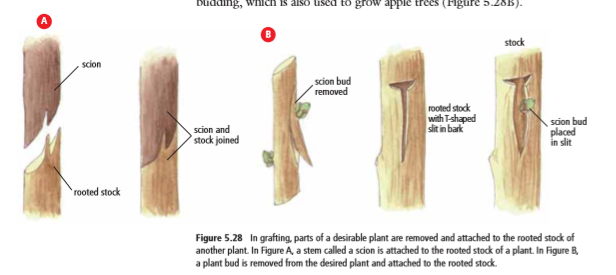 budding, which is also used to grow apple trees (Figure 5.28B).
A
scion
scion and
stock joined
rooted stock
B
scion bud
removed
rooted stock
with T-shaped
slit in bark
stock
scion bud
placed
in slit
Figure 5.28 In grafting, parts of a desirable plant are removed and attached to the rooted stock of
another plant. In Figure A, a stem called a scion is attached to the rooted stock of a plant. In Figure B,
a plant bud is removed from the desired plant and attached to the rooted stock.